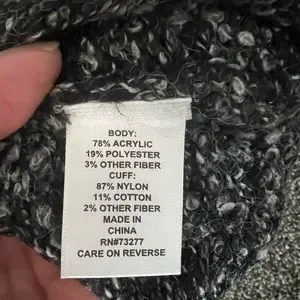 BODY:
78% ACRYLIC
19% POLYESTER
3% OTHER FIBER
CUFF:
87% NYLON
11% COTTON
2% OTHER FIBER
MADE IN
CHINA
RN#73277
CARE ON REVERSE